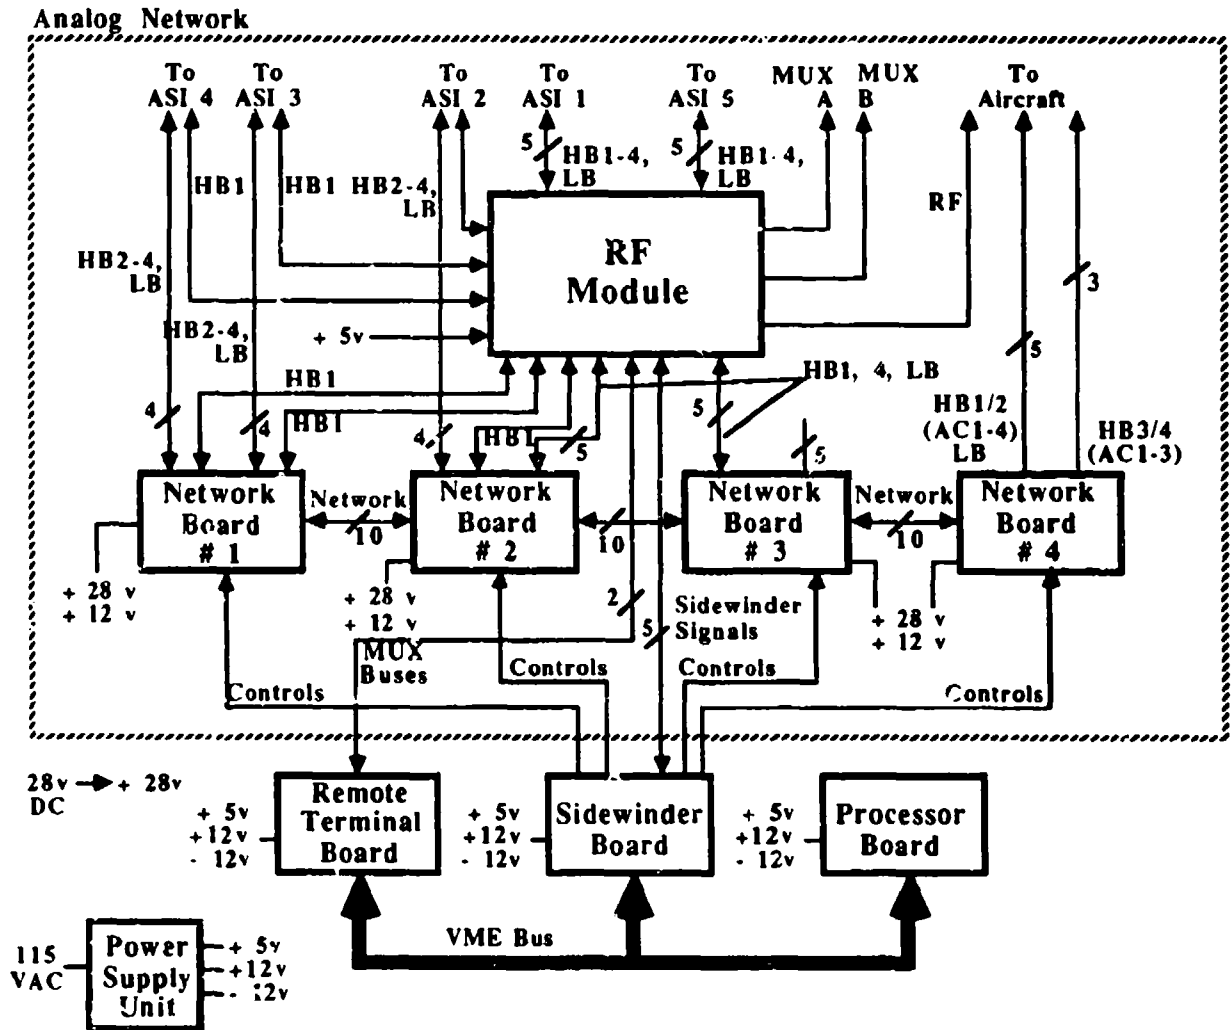 Analog Network
To
ASI 4
To
ASI 3
To
ASI 2
To
ASI 1
To
ASI 5
MUX
A
MUX
B
To
Aircraft
5
HB1-4,
LB
5
HB1-4,
LB
HB1
HB1
HB2-4,
LB
RF
RF
Module
HB2-4,
LB
3
HB2-4,
LB
+ 5v
5
HB1
HB1, 4, LB
4
4
HB1
4
HB1
5
5
5
HB1/2
(AC1-4)
LB
HB3/4
(AC1-3)
Network
Board
# 1
Network
10
Network
Board
# 2
10
Network
Board
# 3
Network
10
Network
Board
# 4
+ 28 v
+ 12 v
+ 28 v
+ 12 v
2
5
Sidewinder
Signals
+ 28 v
+ 12 v
MUX
Buses
Controls
Controls
Controls
Controls
28v
DC
+ 28v
+ 5v
+12v
- 12v
Remote
Terminal
Board
+ 5v
+12v
- 12v
Sidewinder
Board
+ 5v
+12v
- 12v
Processor
Board
VME Bus
115
VAC
Power
Supply
Unit
+ 5v
+12v
- 12v